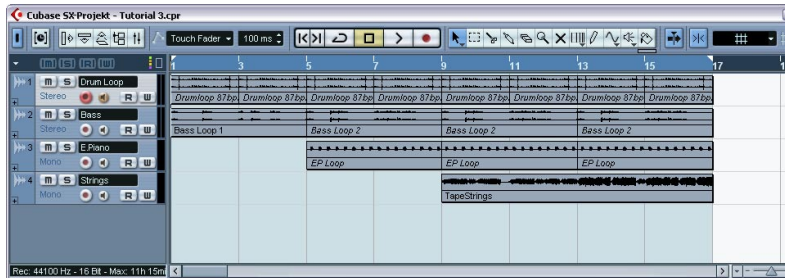 Cubase SX-Projekt - Tutorial 3.cpr
Touch Fader 100 ms
m S R W
3 5 7 9 11 13 15 17
1 m S Drum Loop
Stereo R W
Drumloop 87bp. Drumloop 87bp. Drumloop 87bp. Drumloop 87bp. Drumloop 87bp. Drumloop 87bp. Drumloop 87bp. Drumloop 87bp.
2 m S Bass
Stereo R W
Bass Loop 1 Bass Loop 2 Bass Loop 2 Bass Loop 2
3 m S E.Piano
Mono R W
EP Loop EP Loop EP Loop
4 m S Strings
Mono R W
TapeStrings
Rec: 44100 Hz - 16 Bit - Max: 11h 15m